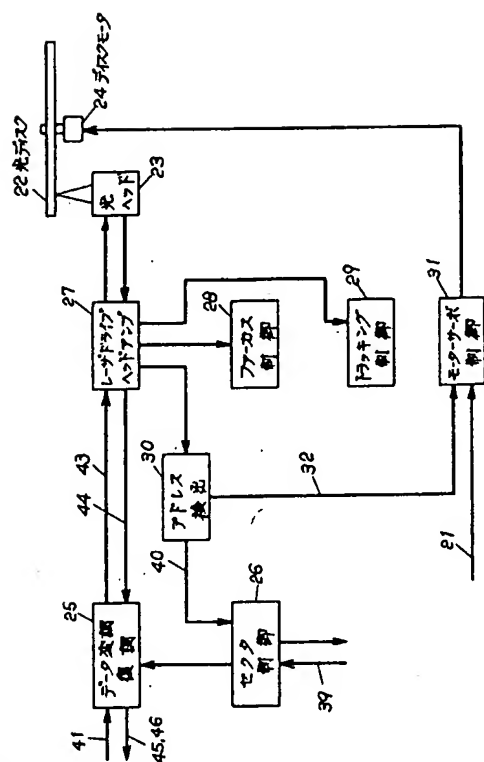 22 光ディスク
24 ディスクモータ
光
ヘッド
23
27
レーザドライブ
ヘッドアンプ
43
44
25
データ変調
復調
41
45,46
28
フォーカス
制御
29
トラッキング
制御
30
アドレス
検出
40
32
26
セクタ
制御
39
31
モーターサーボ
制御
21